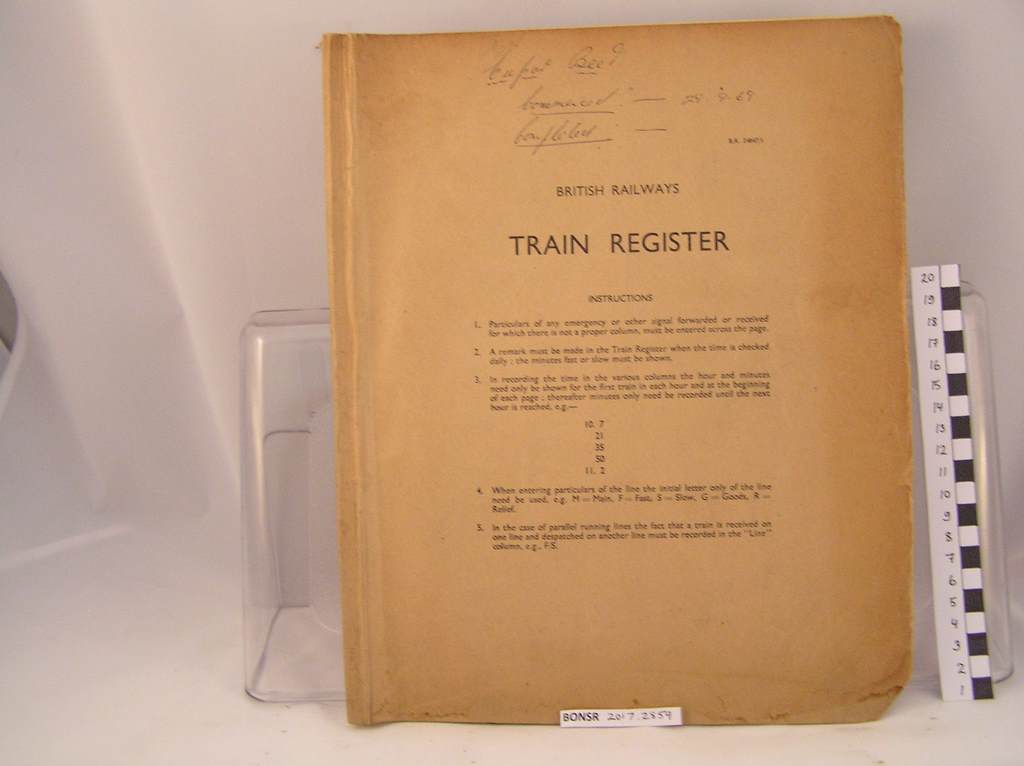 Commenced :— 28.9.69
Completed :—
BRITISH RAILWAYS
TRAIN REGISTER
INSTRUCTIONS
1. Particulars of any emergency or other signal forwarded or received
for which there is not a proper column, must be entered across the page.
2. A remark must be made in the Train Register when the time is checked
daily ; the minutes fast or slow must be shown.
3. In recording the time in the various columns the hour and minutes
need only be shown for the first train in each hour and at the beginning
of each page ; thereafter minutes only need be recorded until the next
hour is reached, e.g.—
10. 7
21
35
50
11. 2
4. When entering particulars of the line the initial letter only of the line
need be used, e.g. M — Main, F — Fast, S — Slow, G — Goods, R —
Relief.
5. In the case of parallel running lines the fact that a train is received on
one line and despatched on another line must be recorded in the "Line"
column, e.g., F.S.
BONSR 2017.2859
20
19
18
17
16
15
14
13
12
11
10
9
8
7
6
5
4
3
2
1